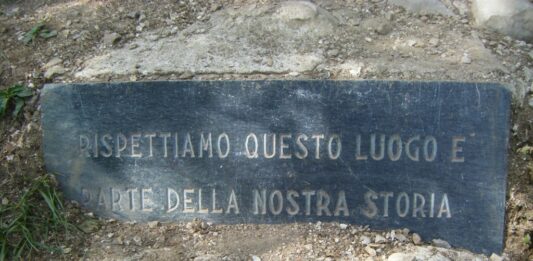 RISPETTIAMO QUESTO LUOGO E'
PARTE DELLA NOSTRA STORIA